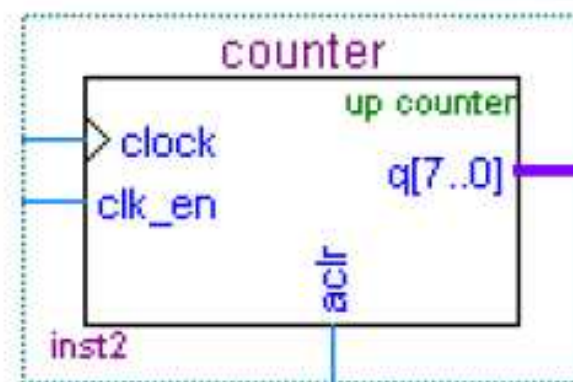 counter
up counter
clock
q[7..0]
clk_en
aclr
inst2